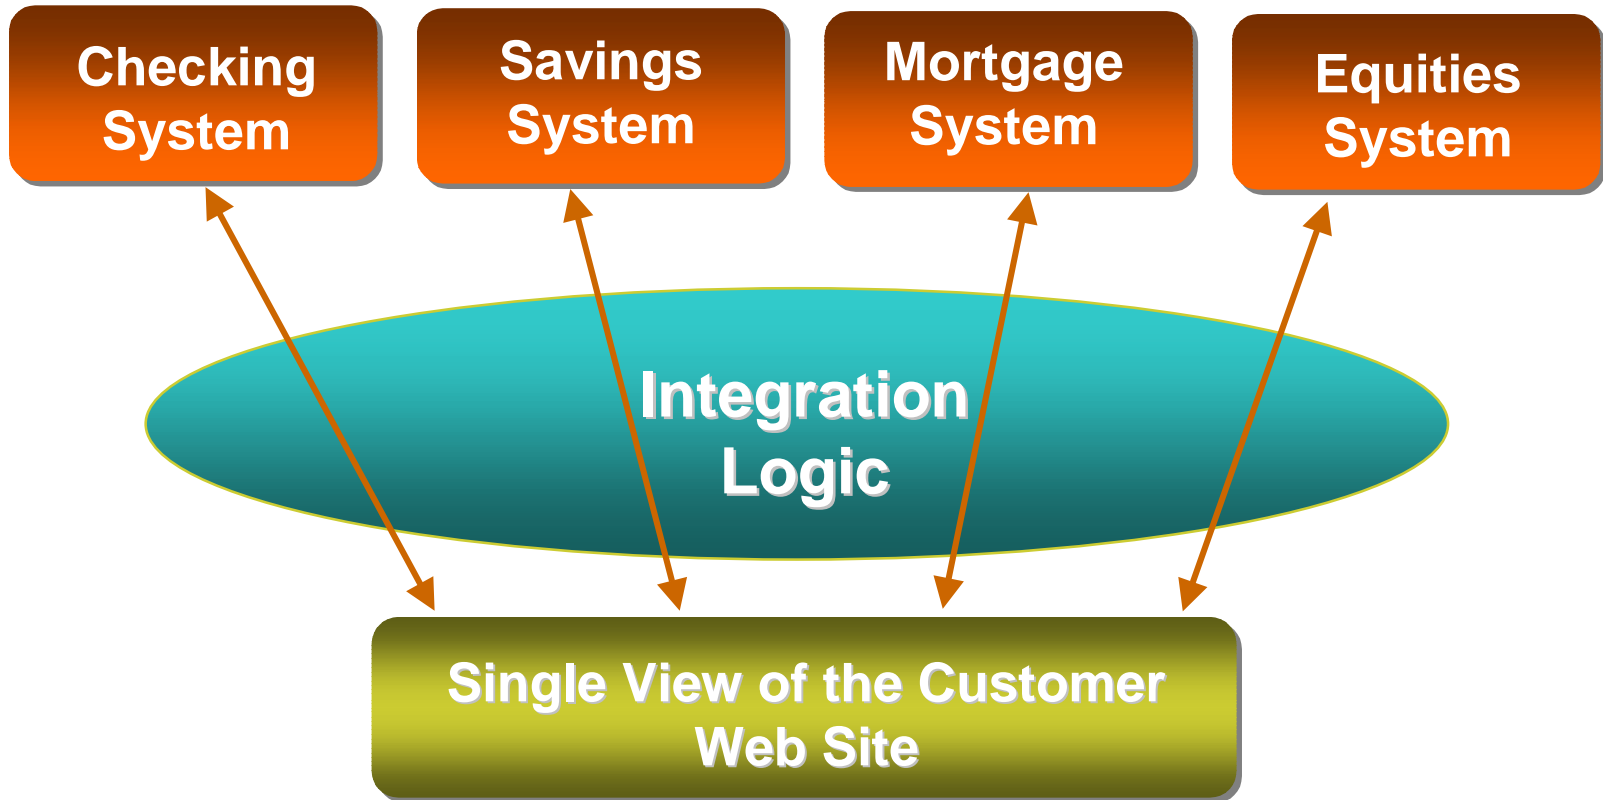 Checking
System
Savings
System
Mortgage
System
Equities
System
Integration
Logic
Single View of the Customer
Web Site